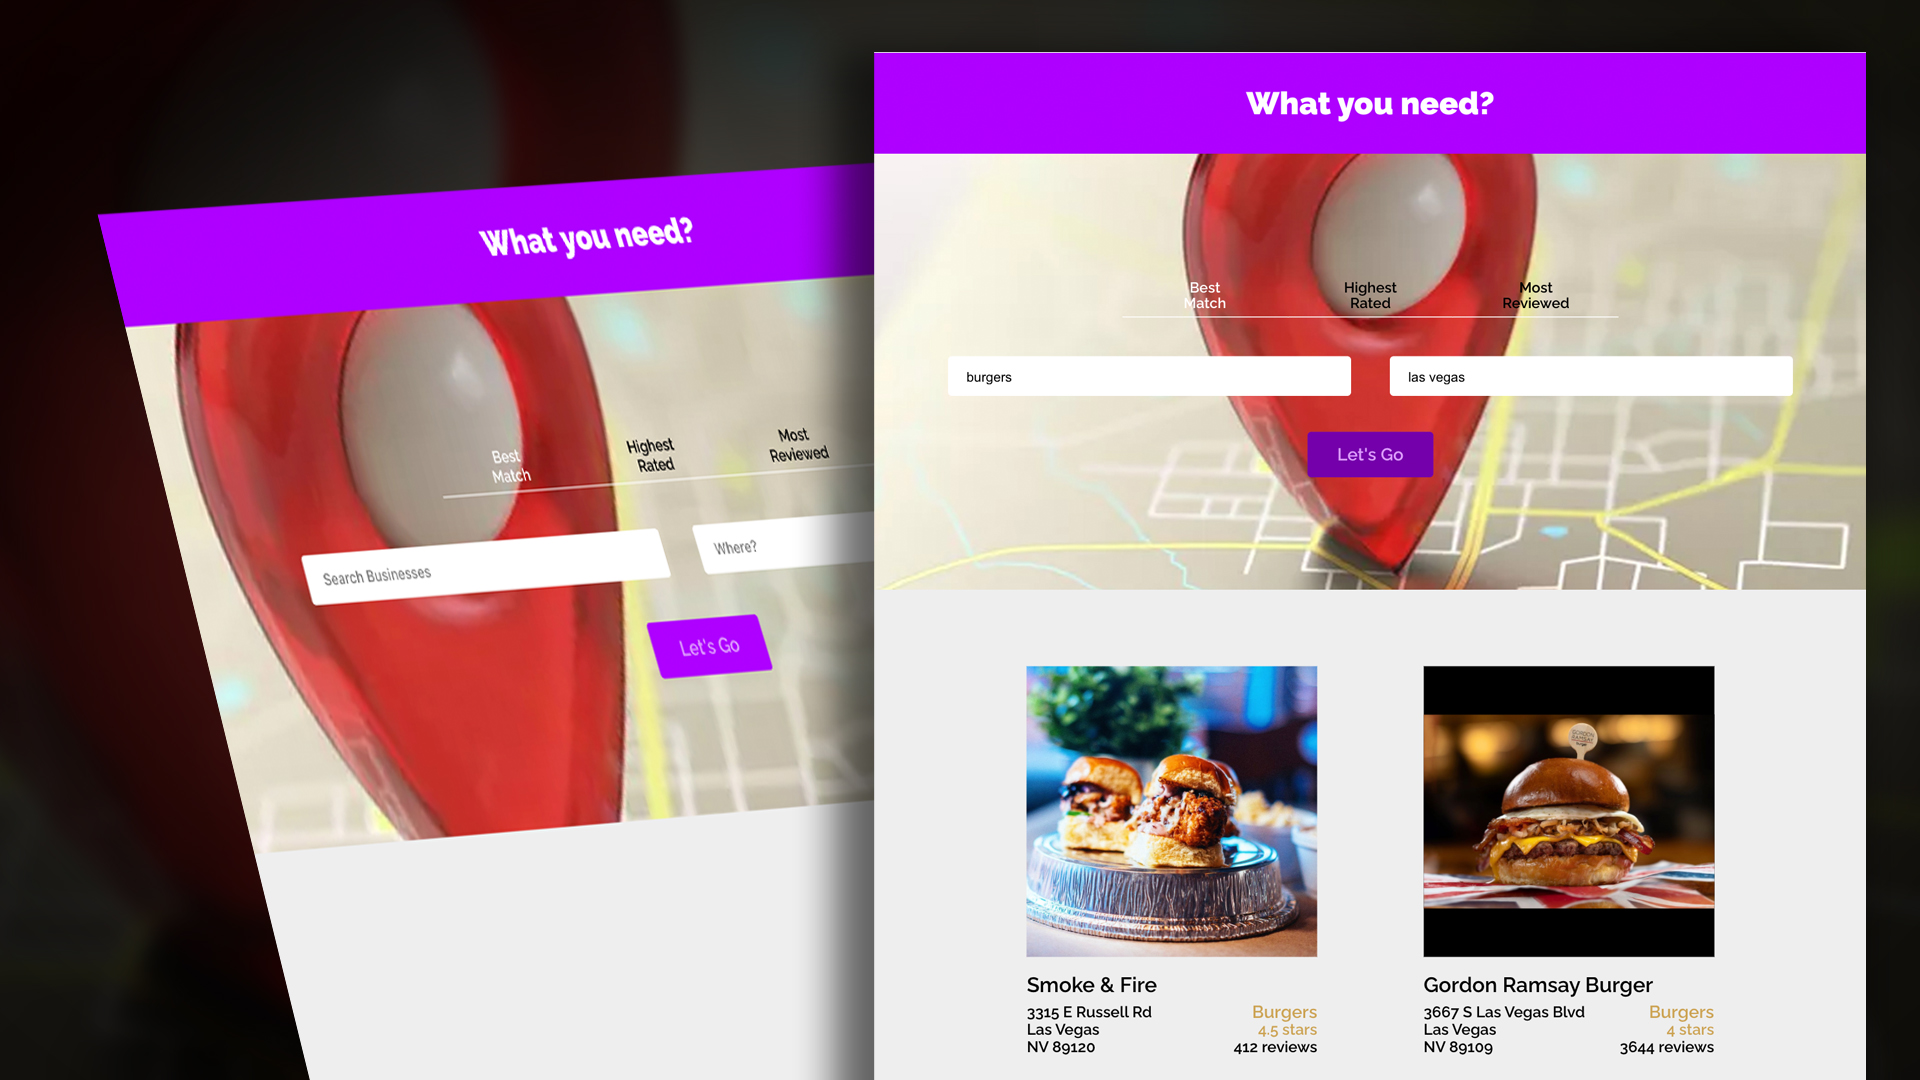 What you need?
Best
Match
Highest
Rated
Most
Reviewed
Search Businesses
Where?
Let's Go
What you need?
Best
Match
Highest
Rated
Most
Reviewed
burgers
las vegas
Let's Go
GORDON
RAMSAY
Smoke & Fire
3315 E Russell Rd
Las Vegas
NV 89120
Burgers
4.5 stars
412 reviews
Gordon Ramsay Burger
3667 S Las Vegas Blvd
Las Vegas
NV 89109
Burgers
4 stars
3644 reviews